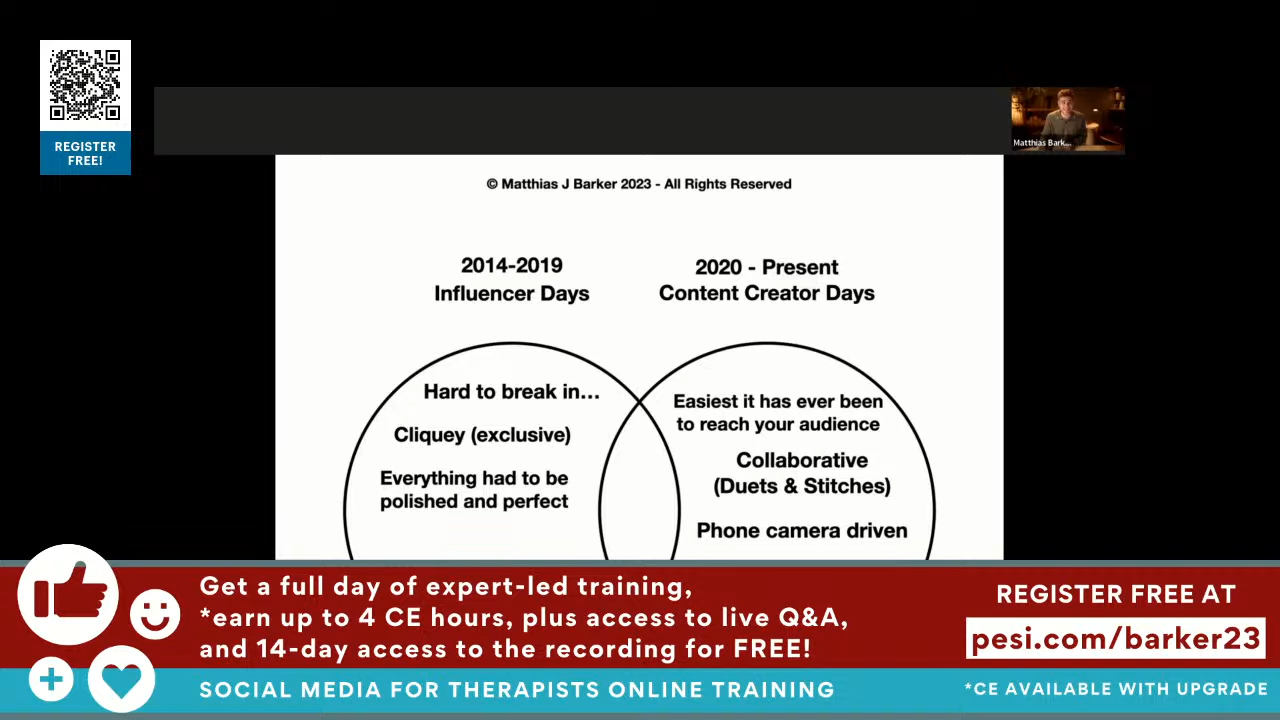 REGISTER
FREE!
Matthias Bark...
© Matthias J Barker 2023 - All Rights Reserved
2014-2019
Influencer Days
2020 - Present
Content Creator Days
Hard to break in...
Cliquey (exclusive)
Everything had to be
polished and perfect
Easiest it has ever been
to reach your audience
Collaborative
(Duets & Stitches)
Phone camera driven
Get a full day of expert-led training,
*earn up to 4 CE hours, plus access to live Q&A,
and 14-day access to the recording for FREE!
REGISTER FREE AT
pesi.com/barker23
SOCIAL MEDIA FOR THERAPISTS ONLINE TRAINING
*CE AVAILABLE WITH UPGRADE